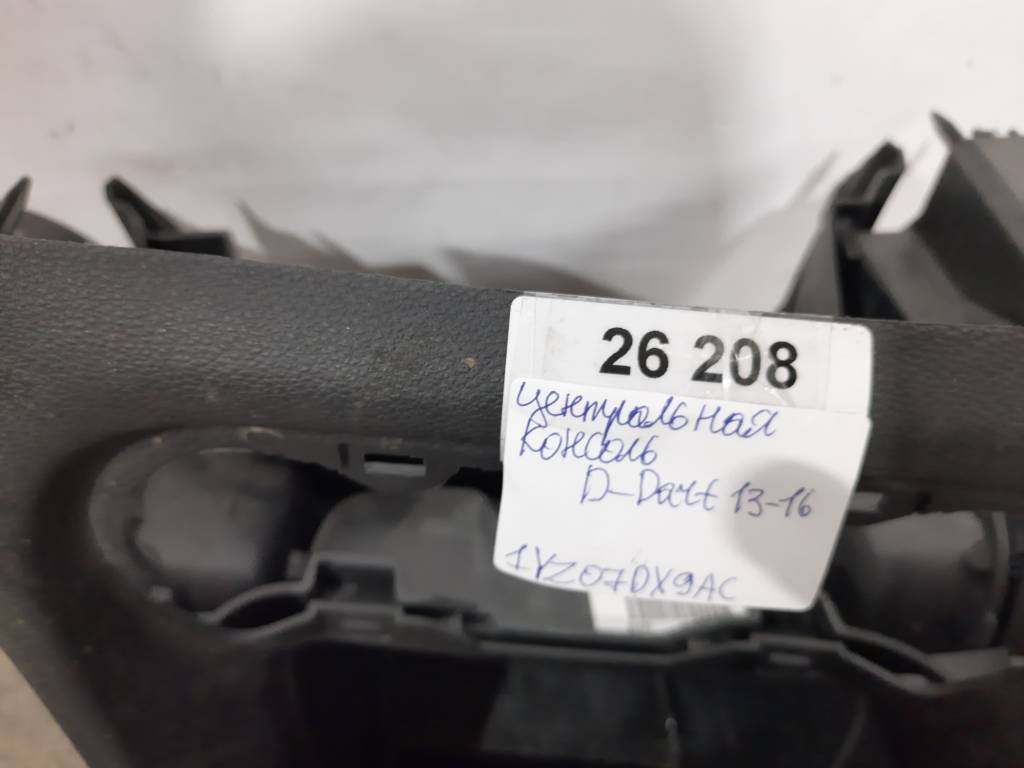 26 208
центральная
консоль
D-Dart 13-16
1YZ07DX9AC